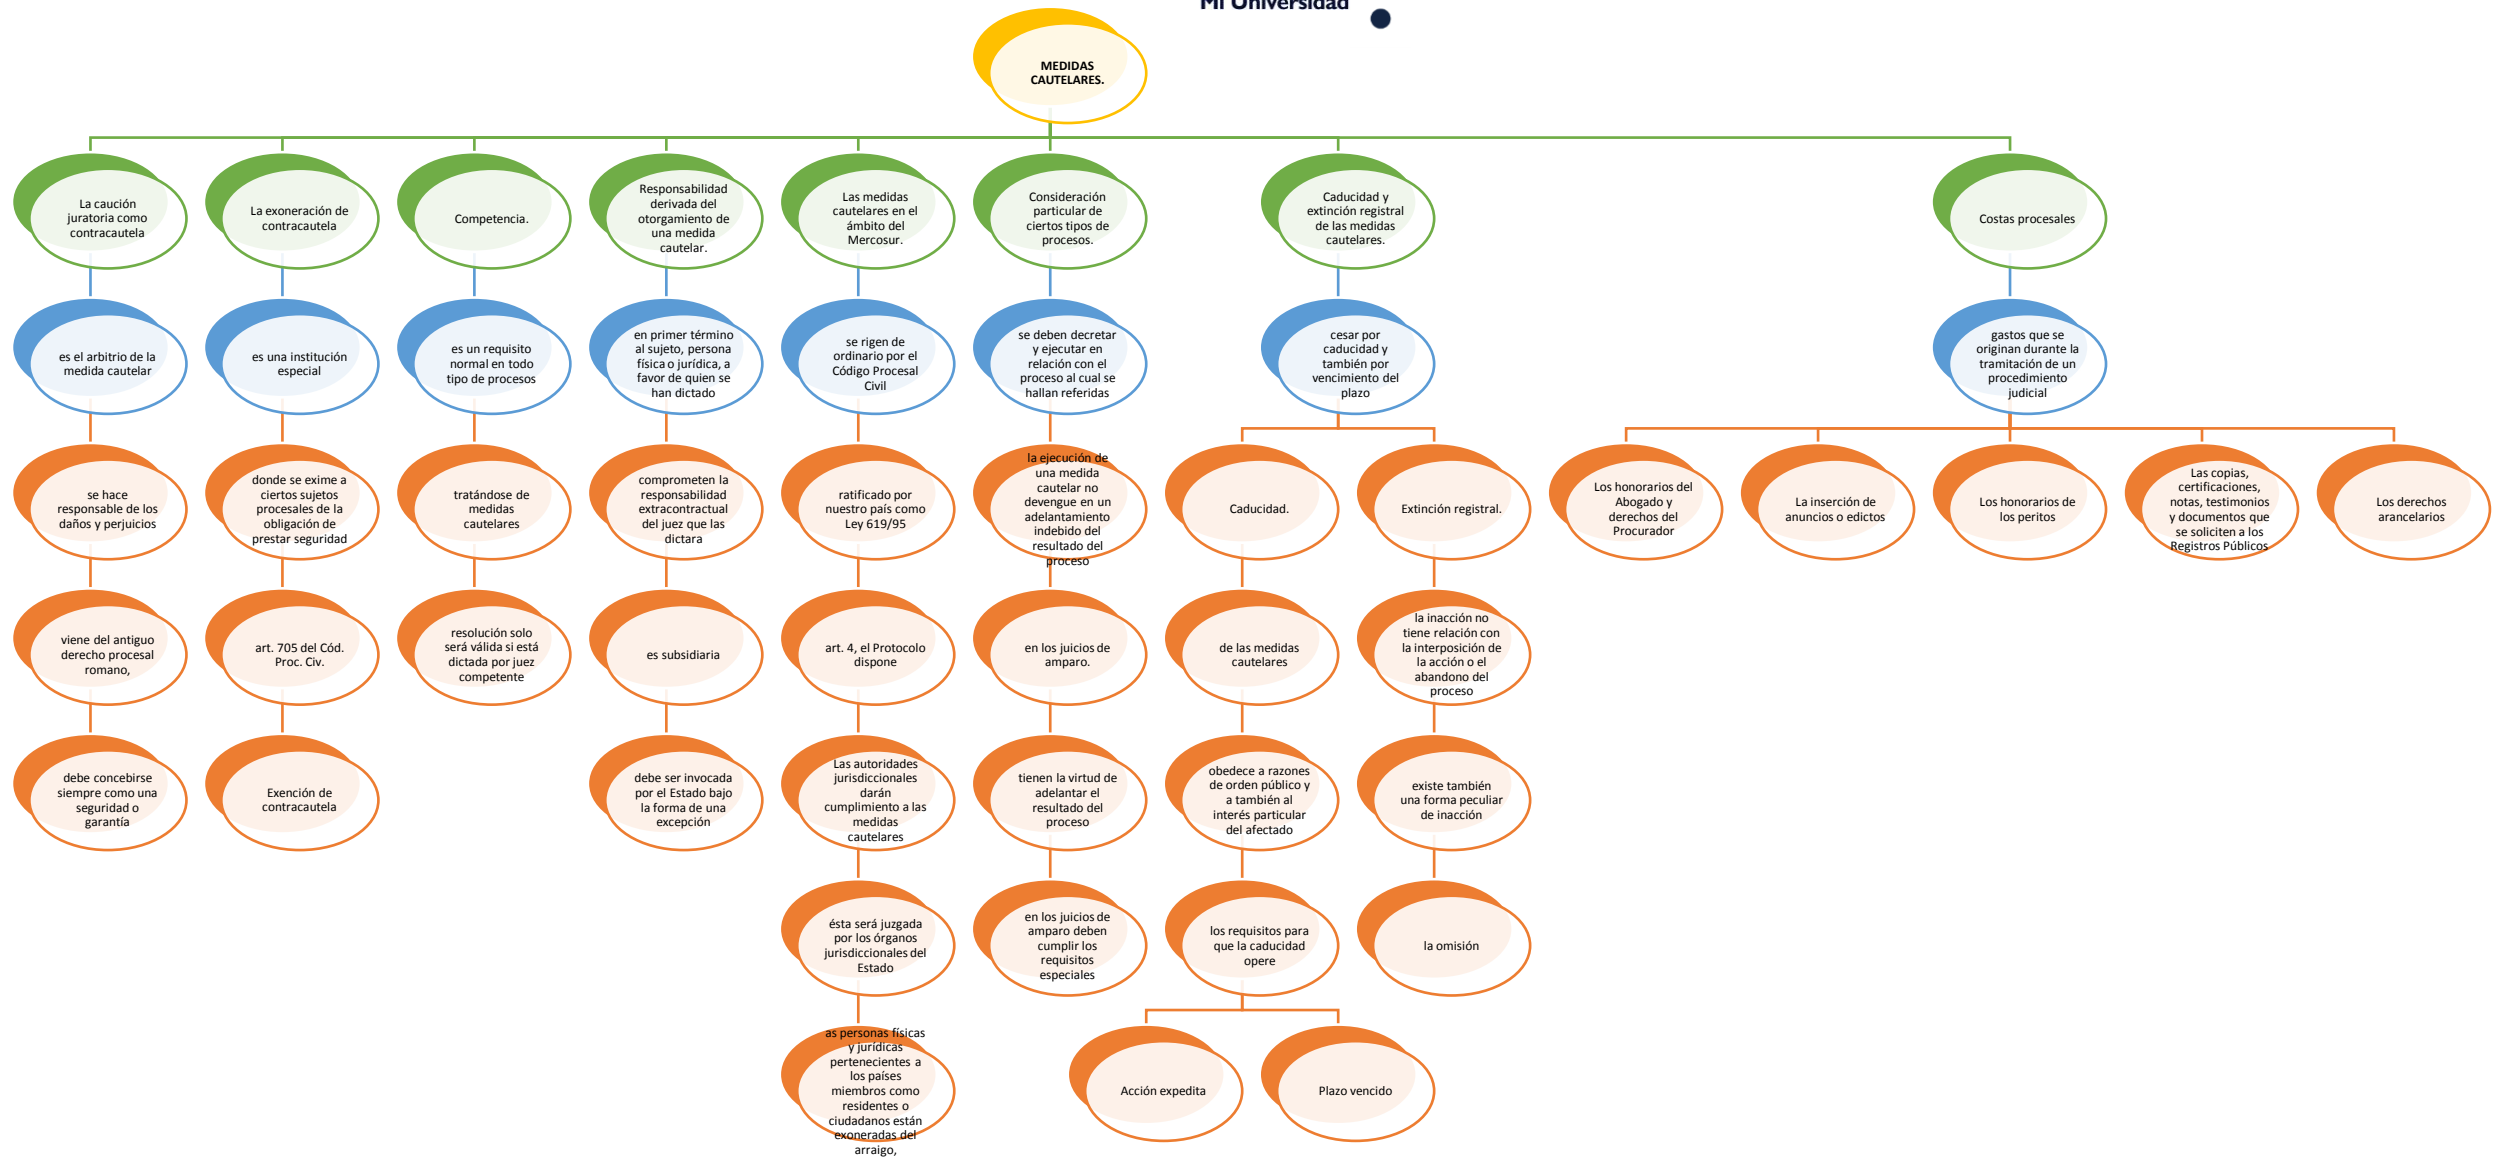 Mi Universidad
MEDIDAS
CAUTELARES.
La caución
juratoria como
contracautela
La exoneración de
contracautela
Competencia.
Responsabilidad
derivada del
otorgamiento de
una medida
cautelar.
Las medidas
cautelares en el
ámbito del
Mercosur.
Consideración
particular de
ciertos tipos de
procesos.
Caducidad y
extinción registral
de las medidas
cautelares.
Costas procesales
es el arbitrio de la
medida cautelar
es una institución
especial
es un requisito
normal en todo
tipo de procesos
en primer término
al sujeto, persona
física o jurídica, a
favor de quien se
han dictado
se rigen de
ordinario por el
Código Procesal
Civil
se deben decretar
y ejecutar en
relación con el
proceso al cual se
hallan referidas
cesar por
caducidad y
también por
vencimiento del
plazo
gastos que se
originan durante la
tramitación de un
procedimiento
judicial
se hace
responsable de los
daños y perjuicios
donde se exime a
ciertos sujetos
procesales de la
obligación de
prestar seguridad
tratándose de
medidas
cautelares
comprometen la
responsabilidad
extracontractual
del juez que las
dictara
ratificado por
nuestro país como
Ley 619/95
la ejecución de
una medida
cautelar no
devengue en un
adelantamiento
indebido del
resultado del
proceso
Caducidad.
Extinción registral.
Los honorarios del
Abogado y
derechos del
Procurador
La inserción de
anuncios o edictos
Los honorarios de
los peritos
Las copias,
certificaciones,
notas, testimonios
y documentos que
se soliciten a los
Registros Públicos
Los derechos
arancelarios
viene del antiguo
derecho procesal
romano,
art. 705 del Cód.
Proc. Civ.
resolución solo
será válida si está
dictada por juez
competente
es subsidiaria
art. 4, el Protocolo
dispone
en los juicios de
amparo.
de las medidas
cautelares
la inacción no
tiene relación con
la interposición de
la acción o el
abandono del
proceso
debe concebirse
siempre como una
seguridad o
garantía
Exención de
contracautela
debe ser invocada
por el Estado bajo
la forma de una
excepción
Las autoridades
jurisdiccionales
darán
cumplimiento a las
medidas
cautelares
tienen la virtud de
adelantar el
resultado del
proceso
obedece a razones
de orden público y
a también al
interés particular
del afectado
existe también
una forma peculiar
de inacción
ésta será juzgada
por los órganos
jurisdiccionales del
Estado
en los juicios de
amparo deben
cumplir los
requisitos
especiales
los requisitos para
que la caducidad
opere
la omisión
as personas físicas
y jurídicas
pertenecientes a
los países
miembros como
residentes o
ciudadanos están
exoneradas del
arraigo,
Acción expedita
Plazo vencido